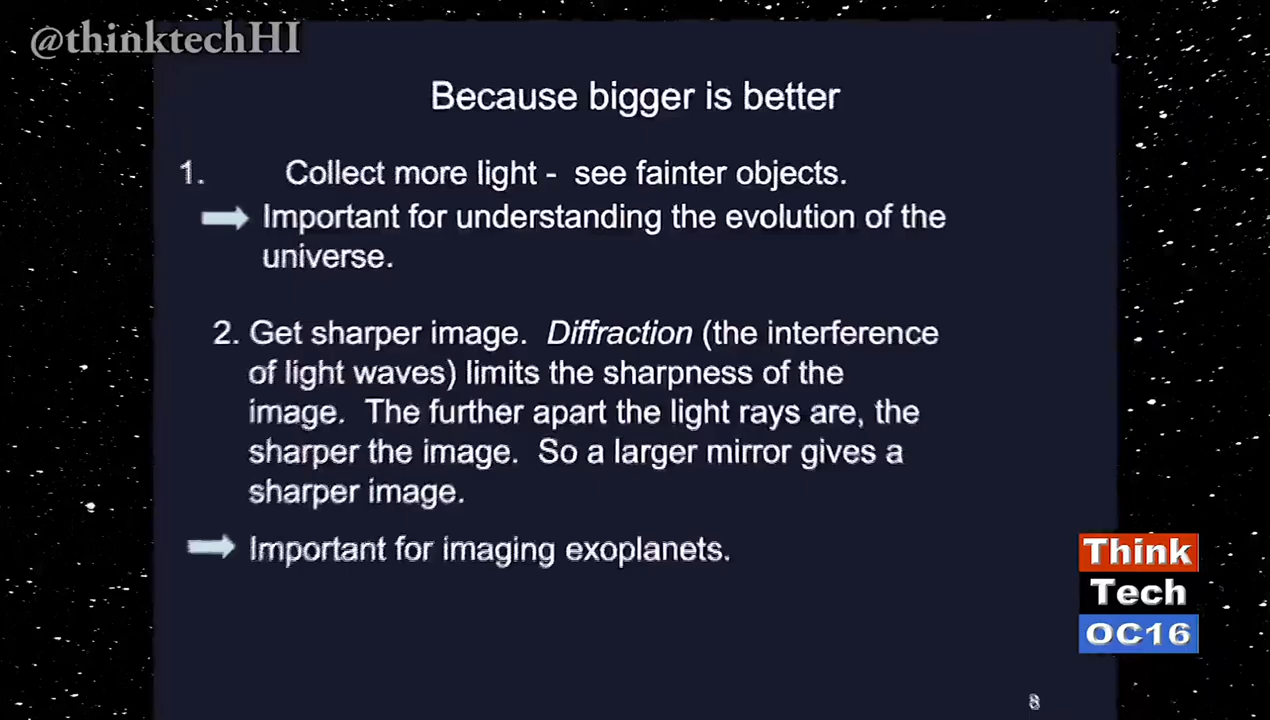 @thinktechHI
Because bigger is better
1. Collect more light - see fainter objects.
Important for understanding the evolution of the
universe.
2. Get sharper image. Diffraction (the interference
of light waves) limits the sharpness of the
image. The further apart the light rays are, the
sharper the image. So a larger mirror gives a
sharper image.
Important for imaging exoplanets.
Think
Tech
OC16
8